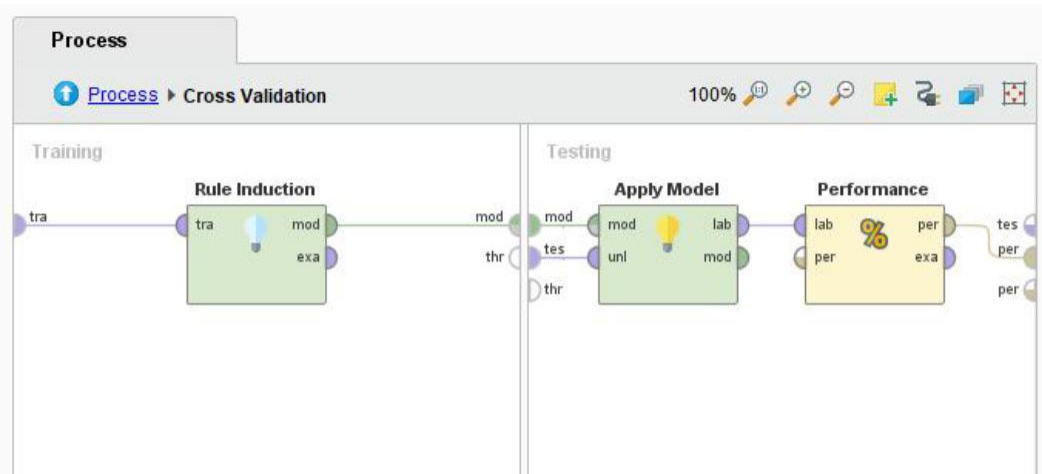 Process
Process ▸ Cross Validation
100%
Training
Rule Induction
tra
tra
mod
exa
mod
thr
Testing
Apply Model
Performance
mod
tes
thr
mod
unl
lab
mod
lab
per
per
exa
tes
per
per